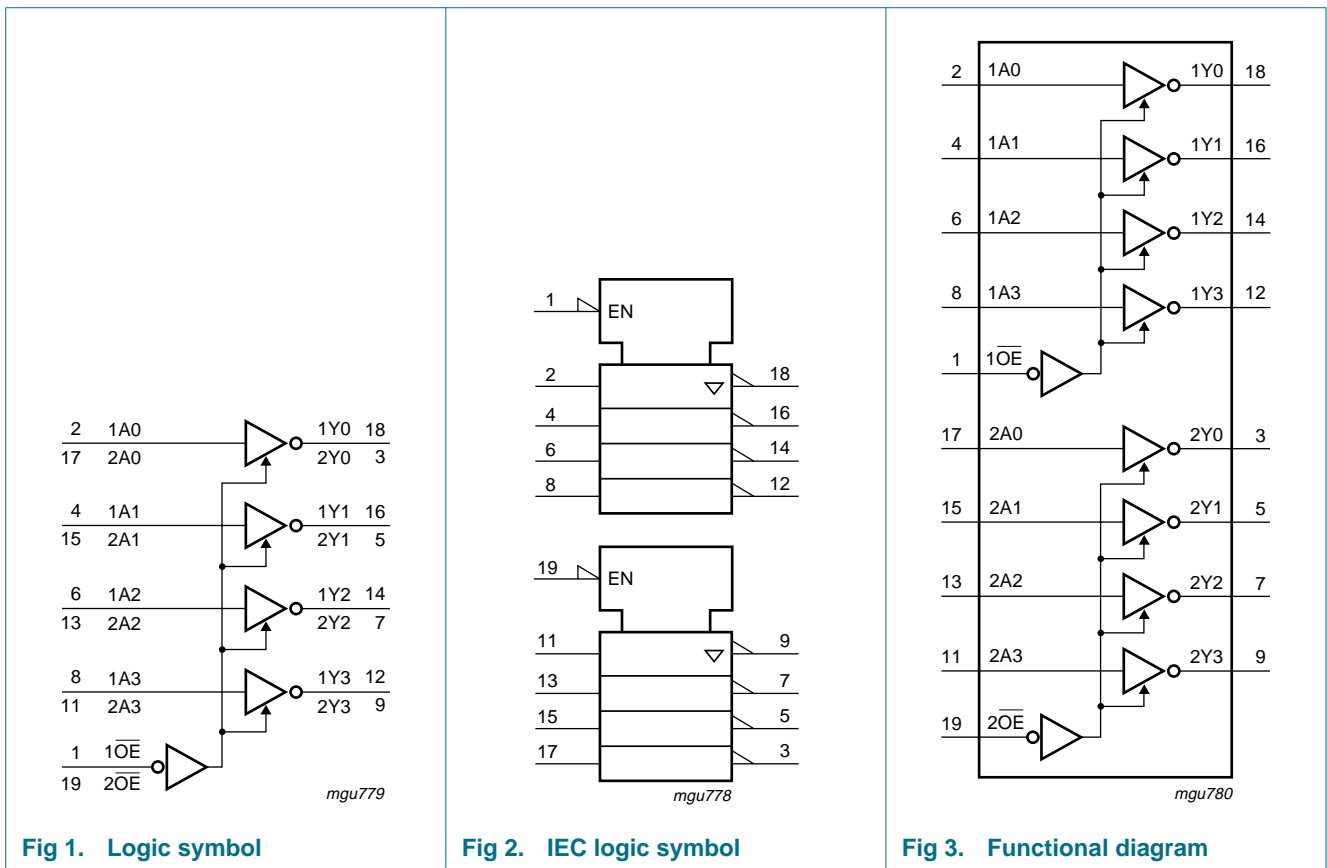 2 1A0 1Y0 18
17 2A0 2Y0 3
4 1A1 1Y1 16
15 2A1 2Y1 5
6 1A2 1Y2 14
13 2A2 2Y2 7
8 1A3 1Y3 12
11 2A3 2Y3 9
1 1O̅E̅
19 2O̅E̅
mgu779
Fig 1. Logic symbol
1 EN
2 18
4 16
6 14
8 12
19 EN
11 9
13 7
15 5
17 3
mgu778
Fig 2. IEC logic symbol
2 1A0 1Y0 18
4 1A1 1Y1 16
6 1A2 1Y2 14
8 1A3 1Y3 12
1 1O̅E̅
17 2A0 2Y0 3
15 2A1 2Y1 5
13 2A2 2Y2 7
11 2A3 2Y3 9
19 2O̅E̅
mgu780
Fig 3. Functional diagram